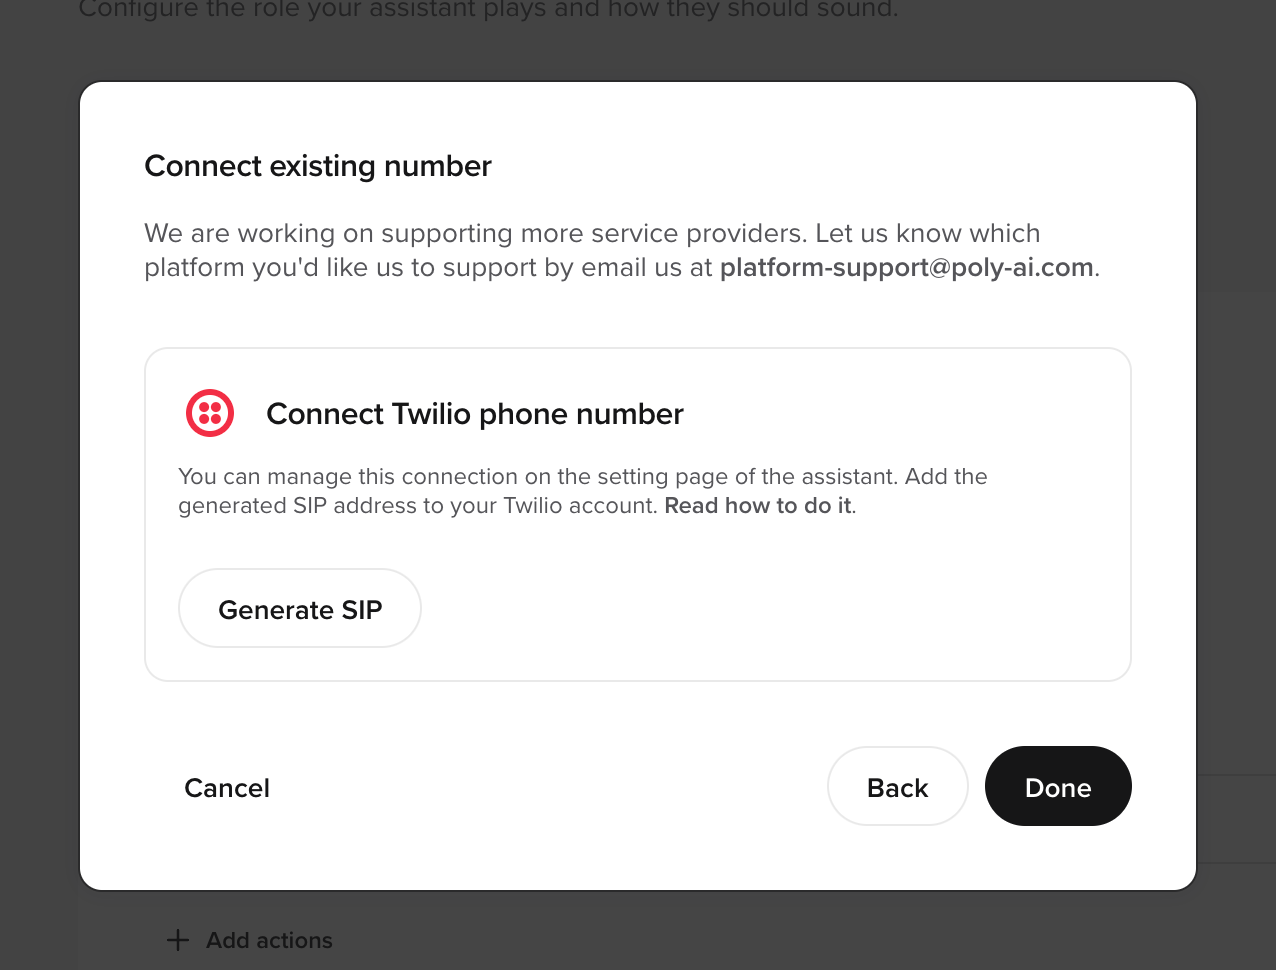 Configure the role your assistant plays and how they should sound.
Connect existing number
We are working on supporting more service providers. Let us know which
platform you'd like us to support by email us at platform-support@poly-ai.com.
Connect Twilio phone number
You can manage this connection on the setting page of the assistant. Add the
generated SIP address to your Twilio account. Read how to do it.
Generate SIP
Cancel
Back
Done
Add actions